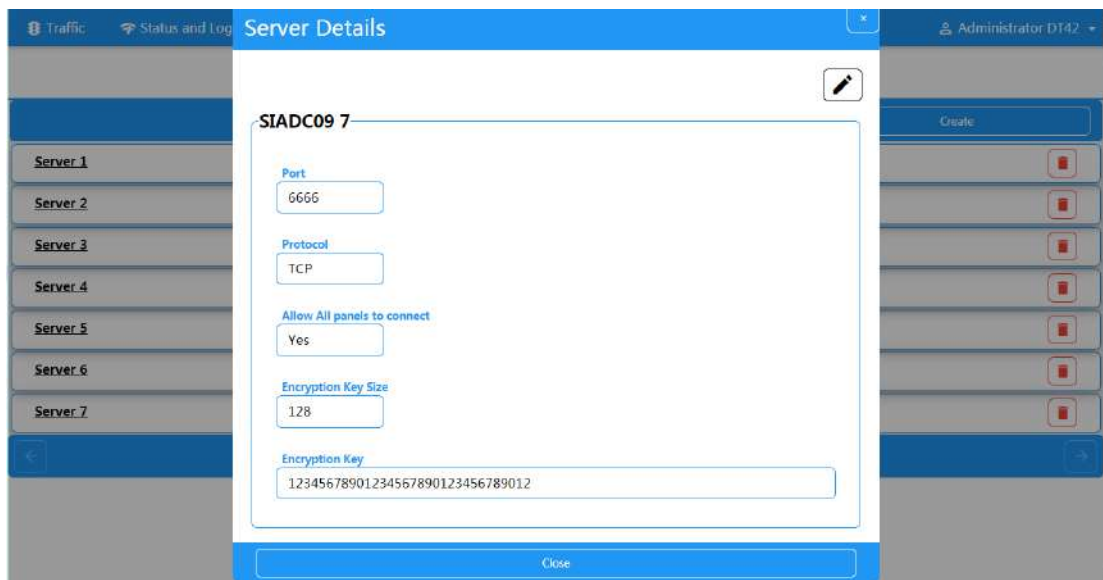 Traffic Status and Log Server Details × Administrator DT42
SIADC09 7
Create
Server 1
Port
6666
Server 2
Server 3
Protocol
TCP
Server 4
Allow All panels to connect
Server 5
Yes
Server 6
Encryption Key Size
Server 7
128
Encryption Key
12345678901234567890123456789012
Close